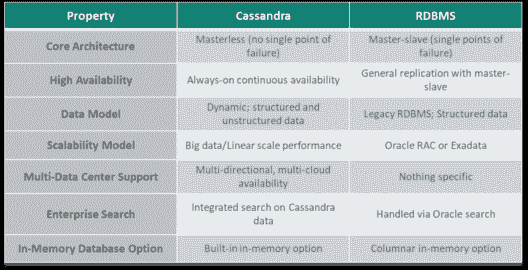 Property Cassandra RDBMS
Core Architecture Masterless (no single point of failure) Master-slave (single points of failure)
High Availability Always-on continuous availability General replication with master-slave
Data Model Dynamic; structured and unstructured data Legacy RDBMS; Structured data
Scalability Model Big data/Linear scale performance Oracle RAC or Exadata
Multi-Data Center Support Multi-directional, multi-cloud availability Nothing specific
Enterprise Search Integrated search on Cassandra data Handled via Oracle search
In-Memory Database Option Built-in in-memory option Columnar in-memory option